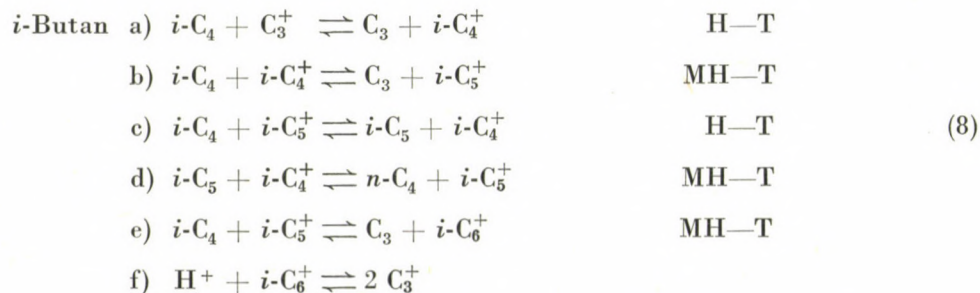 i-Butan a) i-C₄ + C₃⁺ ⇌ C₃ + i-C₄⁺ H—T
b) i-C₄ + i-C₄⁺ ⇌ C₃ + i-C₅⁺ MH—T
c) i-C₄ + i-C₅⁺ ⇌ i-C₅ + i-C₄⁺ H—T (8)
d) i-C₅ + i-C₄⁺ ⇌ n-C₄ + i-C₅⁺ MH—T
e) i-C₄ + i-C₅⁺ ⇌ C₃ + i-C₆⁺ MH—T
f) H⁺ + i-C₆⁺ ⇌ 2 C₃⁺